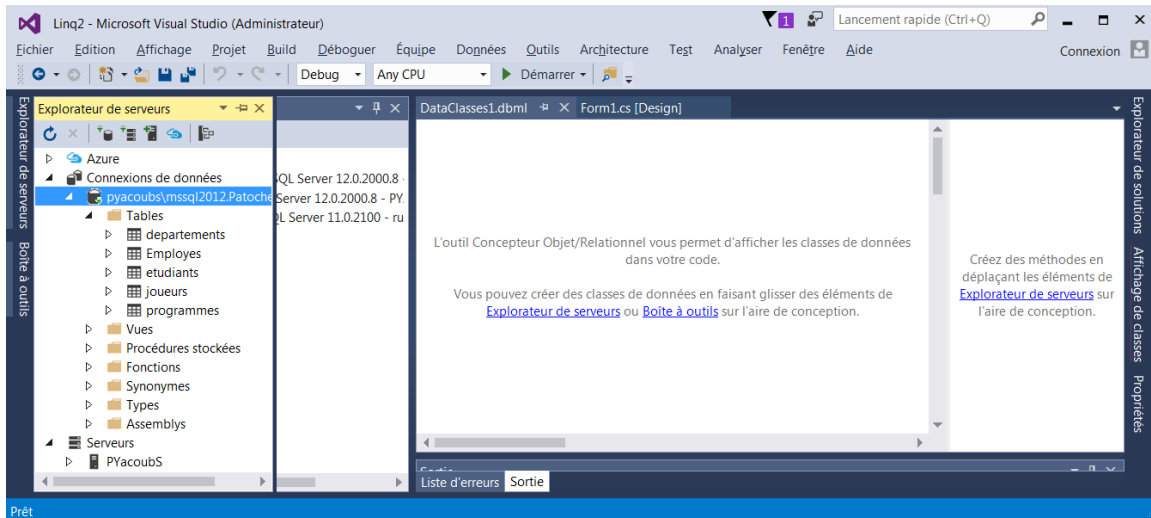 Linq2 - Microsoft Visual Studio (Administrateur)
1
Lancement rapide (Ctrl+Q)
Fichier Edition Affichage Projet Build Déboguer Équipe Données Outils Architecture Test Analyser Fenêtre Aide
Connexion
Debug Any CPU Démarrer
Explorateur de serveurs
Boîte à outils
Explorateur de serveurs
Azure
Connexions de données
pyacoubs\mssql2012.Patoche
Tables
departements
Employes
etudiants
joueurs
programmes
Vues
Procédures stockées
Fonctions
Synonymes
Types
Assemblys
Serveurs
PYacoubS
SQL Server 12.0.2000.8 -
Server 12.0.2000.8 - PY.
L Server 11.0.2100 - ru
DataClasses1.dbml Form1.cs [Design]
L'outil Concepteur Objet/Relationnel vous permet d'afficher les classes de données
dans votre code.
Vous pouvez créer des classes de données en faisant glisser des éléments de
Explorateur de serveurs ou Boîte à outils sur l'aire de conception.
Créez des méthodes en
déplaçant les éléments de
Explorateur de serveurs sur
l'aire de conception.
Sortie
Liste d'erreurs Sortie
Explorateur de solutions
Affichage de classes
Propriétés
Prêt